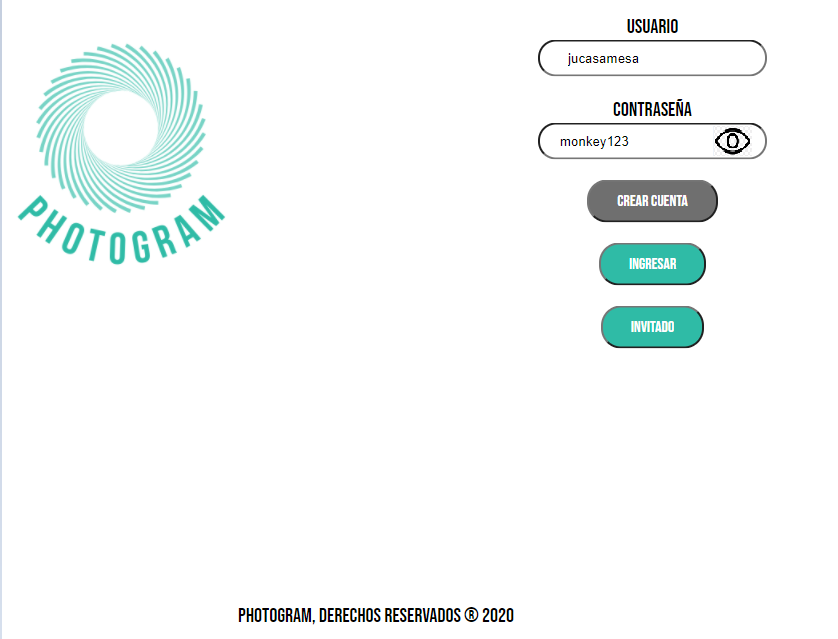 PHOTOGRAM
USUARIO
jucasamesa
CONTRASEÑA
monkey123
CREAR CUENTA
INGRESAR
INVITADO
PHOTOGRAM, DERECHOS RESERVADOS ® 2020